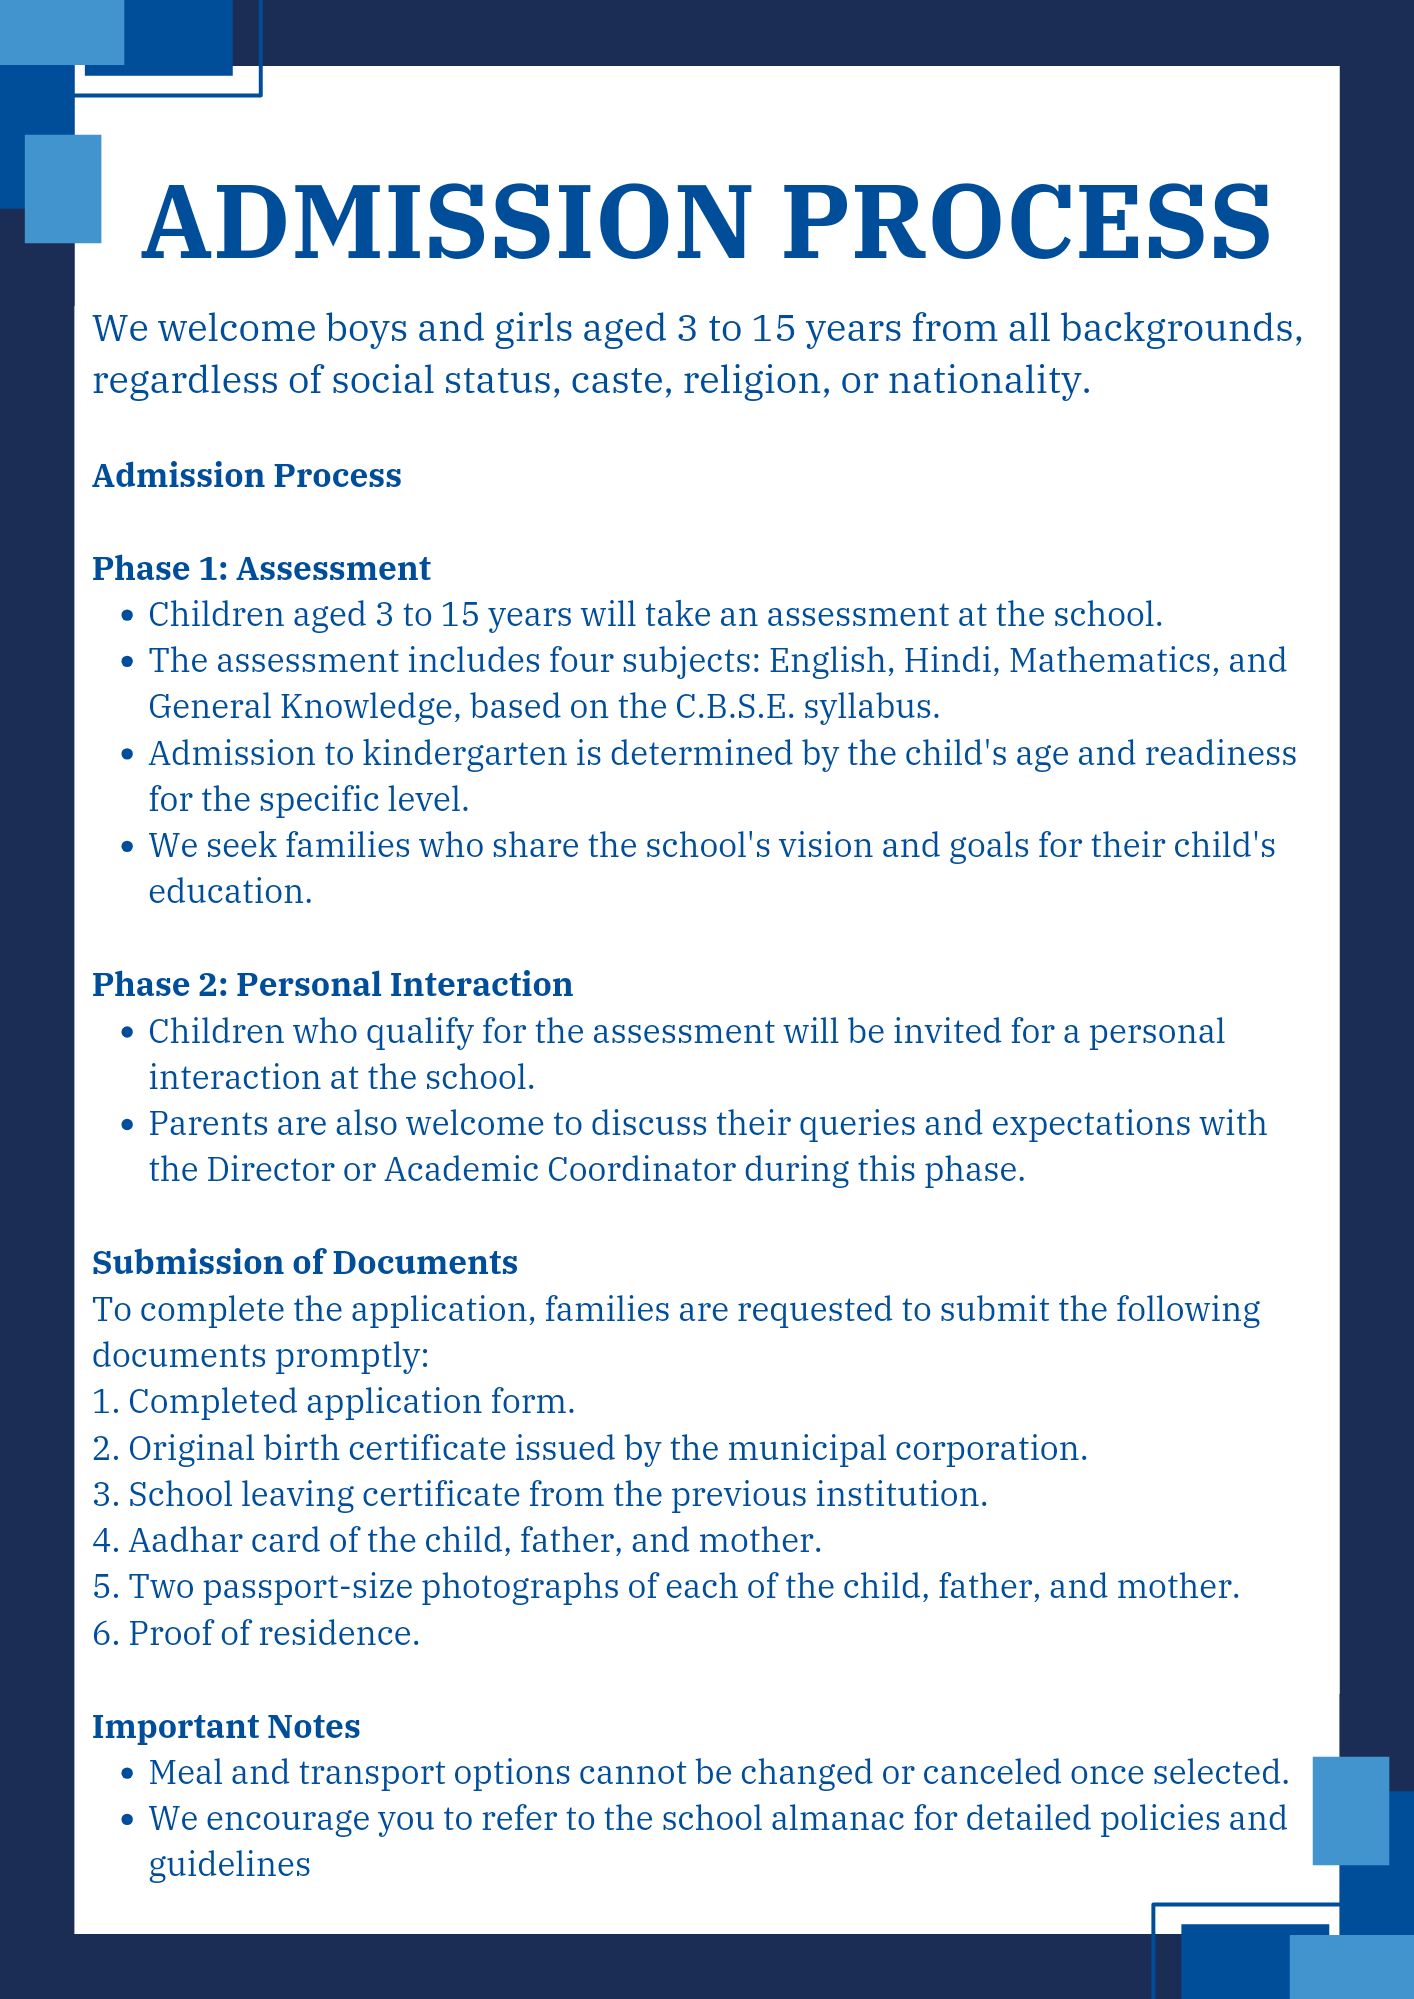 ADMISSION PROCESS
We welcome boys and girls aged 3 to 15 years from all backgrounds,
regardless of social status, caste, religion, or nationality.
Admission Process
Phase 1: Assessment
• Children aged 3 to 15 years will take an assessment at the school.
• The assessment includes four subjects: English, Hindi, Mathematics, and
General Knowledge, based on the C.B.S.E. syllabus.
• Admission to kindergarten is determined by the child's age and readiness
for the specific level.
• We seek families who share the school's vision and goals for their child's
education.
Phase 2: Personal Interaction
• Children who qualify for the assessment will be invited for a personal
interaction at the school.
• Parents are also welcome to discuss their queries and expectations with
the Director or Academic Coordinator during this phase.
Submission of Documents
To complete the application, families are requested to submit the following
documents promptly:
1. Completed application form.
2. Original birth certificate issued by the municipal corporation.
3. School leaving certificate from the previous institution.
4. Aadhar card of the child, father, and mother.
5. Two passport-size photographs of each of the child, father, and mother.
6. Proof of residence.
Important Notes
• Meal and transport options cannot be changed or canceled once selected.
• We encourage you to refer to the school almanac for detailed policies and
guidelines